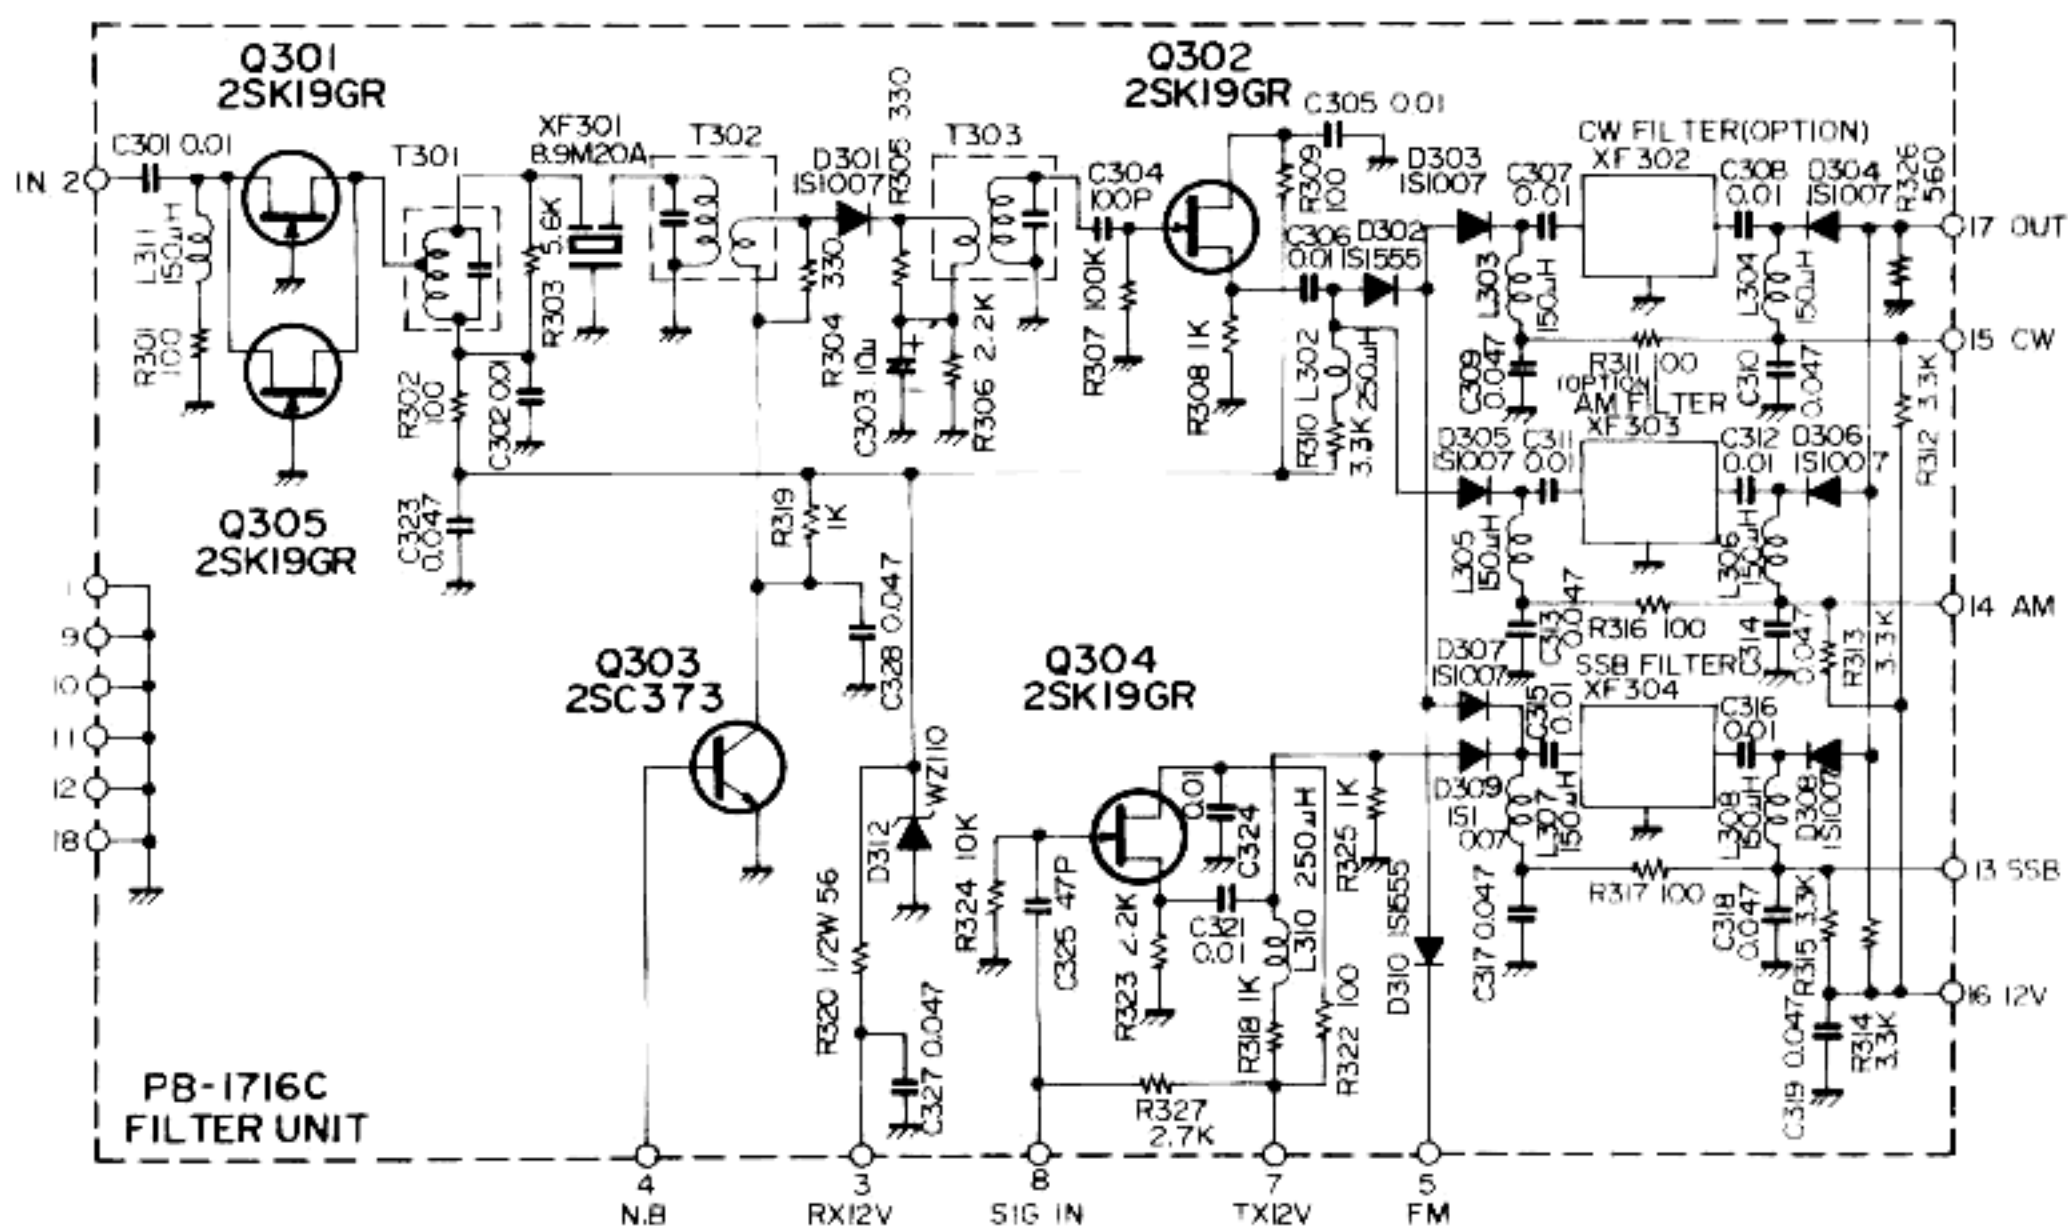 Q301
2SK19GR
Q302
2SK19GR
C301 0.01
T301
XF301
8.9M20A
T302
D301
1S1007
R305 330
T303
C304
100P
C305 0.01
R309
100
CW FILTER(OPTION)
XF302
D303
1S1007
C307
0.01
C308
0.01
D304
1S1007
R326
560
IN 2
17 OUT
L311
150μH
R301
100
R303 5.6K
R304 330
C303 10μ
R306 2.2K
R307 100K
R308 1K
C306
0.01
D302
1S1555
L303
150μH
L304
150μH
15 CW
R302
100
C302 0.01
R310 L302
3.3K 250μH
C309
0.047
R311 100
C310
0.047
R312 3.3K
(OPTION)
AM FILTER
XF303
D305
1S1007
C311
0.01
C312
0.01
D306
1S1007
Q305
2SK19GR
C323
0.047
R319
1K
C328 0.047
L305
150μH
L306
150μH
14 AM
C313
0.047
R316 100
C314
0.047
R313
3.3K
1
9
10
11
12
18
Q303
2SC373
Q304
2SK19GR
D307
1S1007
SSB FILTER
XF304
C315
0.01
C316
0.01
D309
1S1
007
L307
150μH
L308
150μH
D308
1S1007
D312
WZ110
R324 10K
C325 47P
0.01
C324
L310 250μH
R325 1K
R317 100
13 SSB
R320 1/2W 56
R323 2.2K
C321
0.01
R318 1K
R322 100
D310 1S1555
C317 0.047
C318
0.047
R315 3.3K
16 12V
C327 0.047
R327
2.7K
C319 0.047
R314
3.3K
PB-1716C
FILTER UNIT
4
N.B
3
RX12V
8
SIG IN
7
TX12V
5
FM